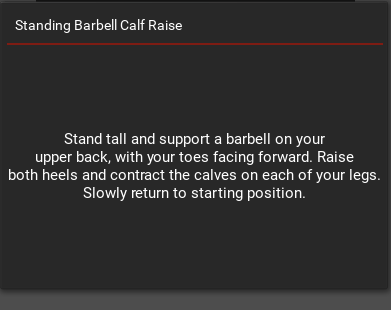 Standing Barbell Calf Raise
Stand tall and support a barbell on your
upper back, with your toes facing forward. Raise
both heels and contract the calves on each of your legs.
Slowly return to starting position.